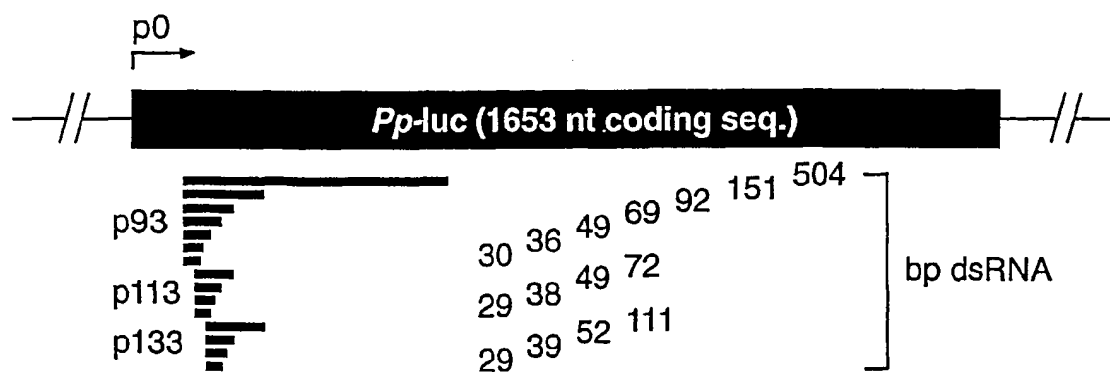 p0
Pp-luc (1653 nt coding seq.)
p93
30 36 49 69 92 151 504
p113
29 38 49 72
p133
29 39 52 111
bp dsRNA